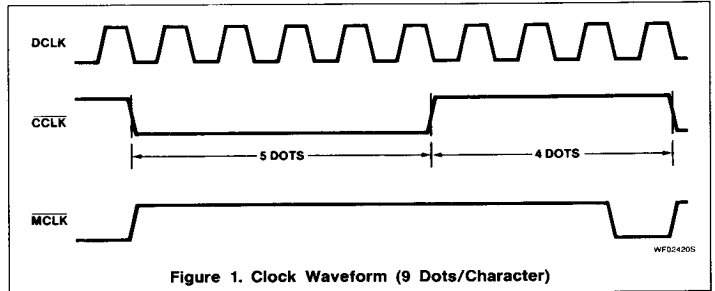 DCLK
CCLK
5 DOTS
4 DOTS
MCLK
WF02420S
Figure 1. Clock Waveform (9 Dots/Character)